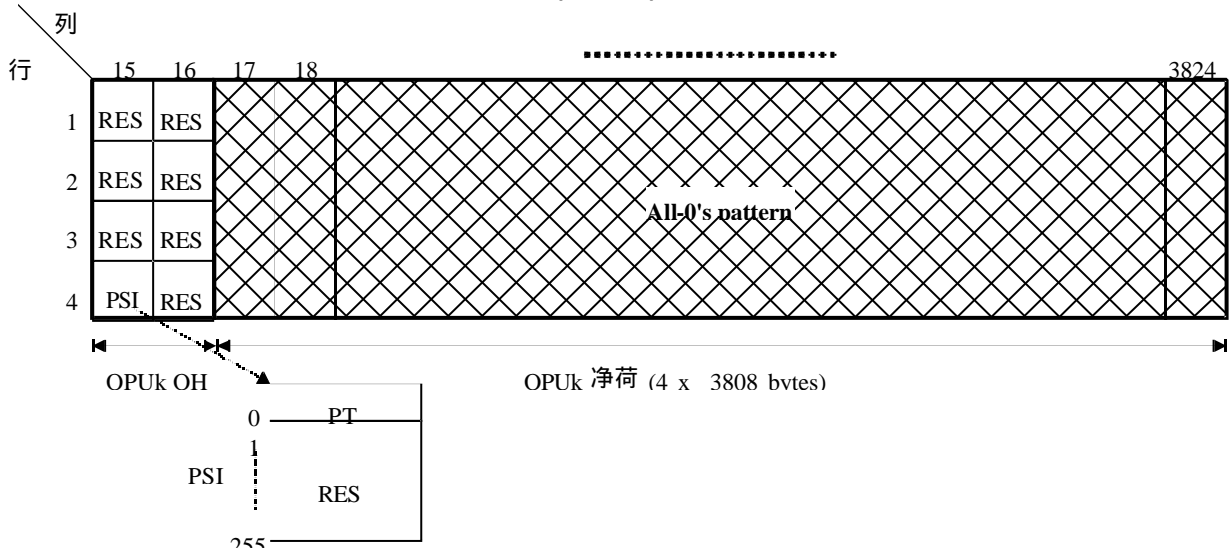 列
行 15 16 17 18 3824
1 RES RES
2 RES RES
All-0's pattern
3 RES RES
4 PSI RES
OPUk OH OPUk 净荷 (4 x 3808 bytes)
0 PT
1
PSI RES
255